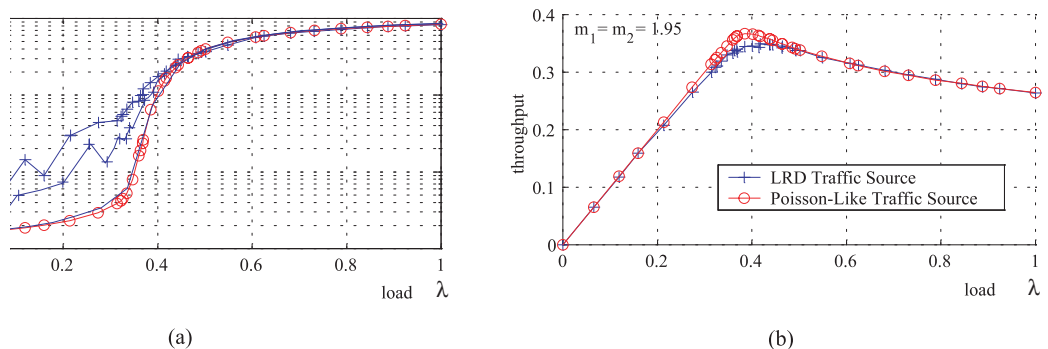 0.2 0.4 0.6 0.8 1
load λ
(a)
m1= m2 = 1.95
throughput
0.4
0.3
0.2
0.1
0
LRD Traffic Source
Poisson-Like Traffic Source
0 0.2 0.4 0.6 0.8 1
load λ
(b)